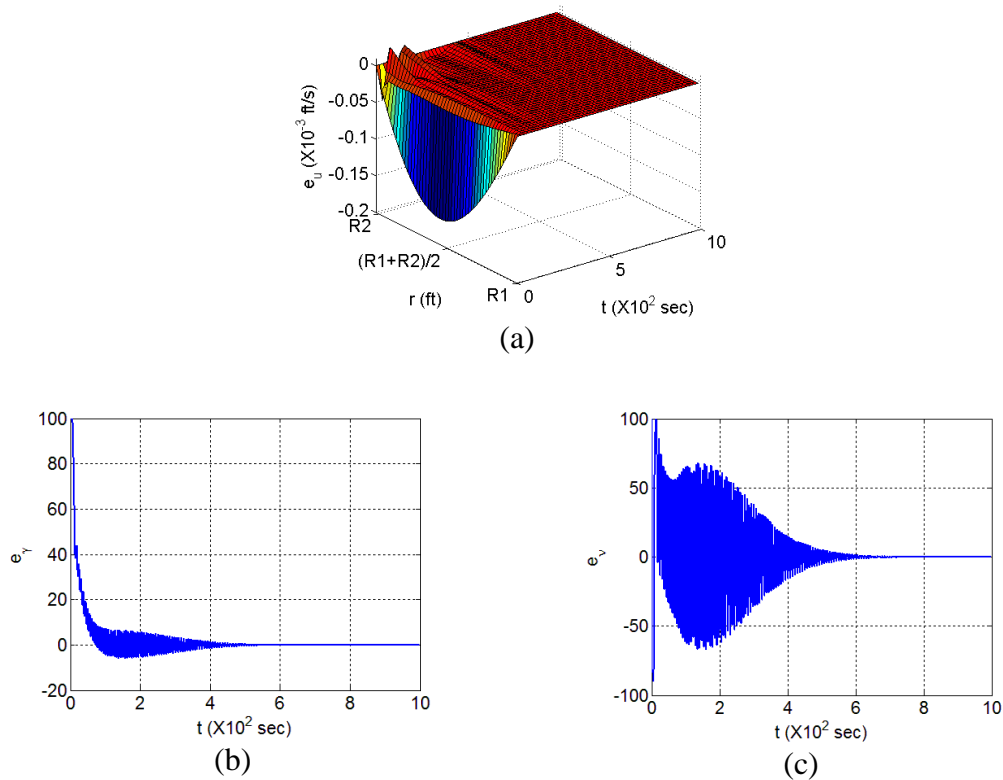 0
-0.05
-0.1
-0.15
-0.2
e_u (X10^-3 ft/s)
R2
(R1+R2)/2
R1
r (ft)
0
5
10
t (X10^2 sec)
(a)
100
80
60
40
20
0
-20
e_γ
0 2 4 6 8 10
t (X10^2 sec)
(b)
100
50
0
-50
-100
e_ν
0 2 4 6 8 10
t (X10^2 sec)
(c)